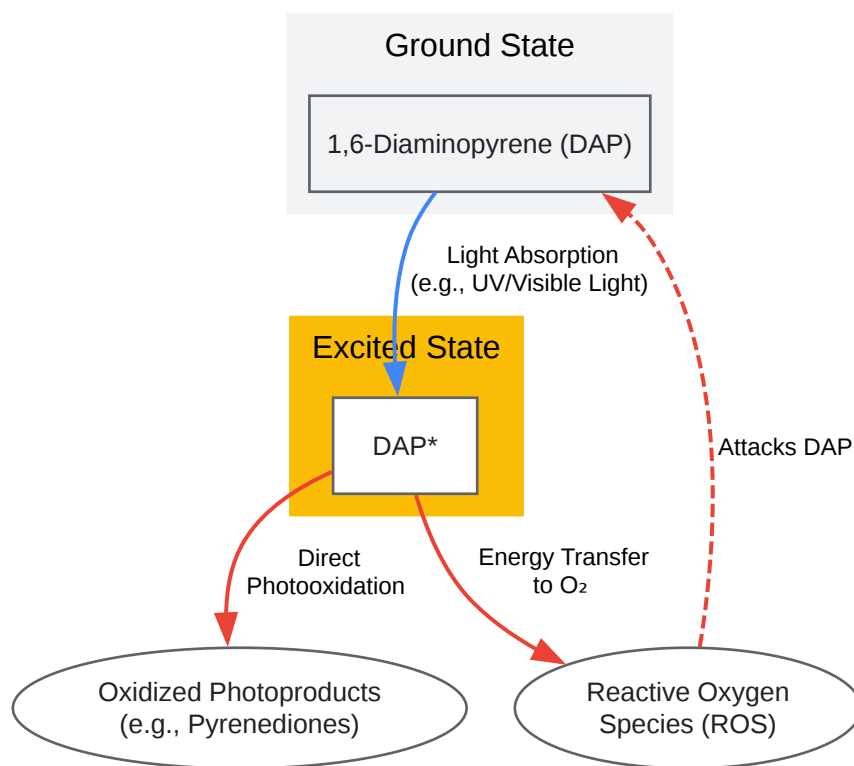 Ground State
1,6-Diaminopyrene (DAP)
Light Absorption
(e.g., UV/Visible Light)
Excited State
DAP*
Attacks DAP
Direct
Photooxidation
Energy Transfer
to O₂
Oxidized Photoproducts
(e.g., Pyrenediones)
Reactive Oxygen
Species (ROS)